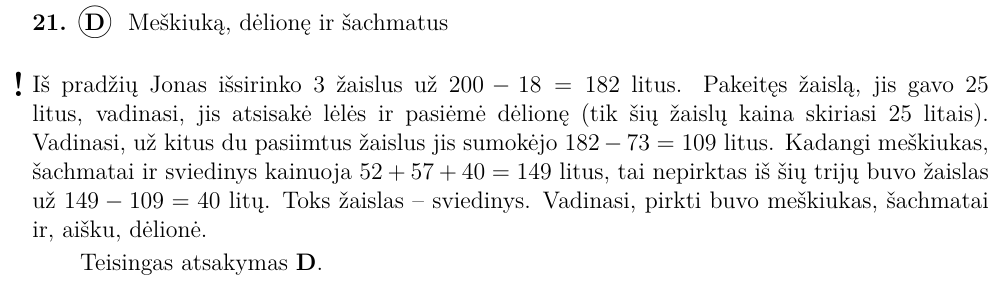 21. D Meškiuką, dėlionę ir šachmatus
! Iš pradžių Jonas išsirinko 3 žaislus už 200 − 18 = 182 litus. Pakeitęs žaislą, jis gavo 25
litus, vadinasi, jis atsisakė lėlės ir pasiėmė dėlionę (tik šių žaislų kaina skiriasi 25 litais).
Vadinasi, už kitus du pasiimtus žaislus jis sumokėjo 182 − 73 = 109 litus. Kadangi meškiukas,
šachmatai ir sviedinys kainuoja 52 + 57 + 40 = 149 litus, tai nepirktas iš šių trijų buvo žaislas
už 149 − 109 = 40 litų. Toks žaislas – sviedinys. Vadinasi, pirkti buvo meškiukas, šachmatai
ir, aišku, dėlionė.
Teisingas atsakymas D.